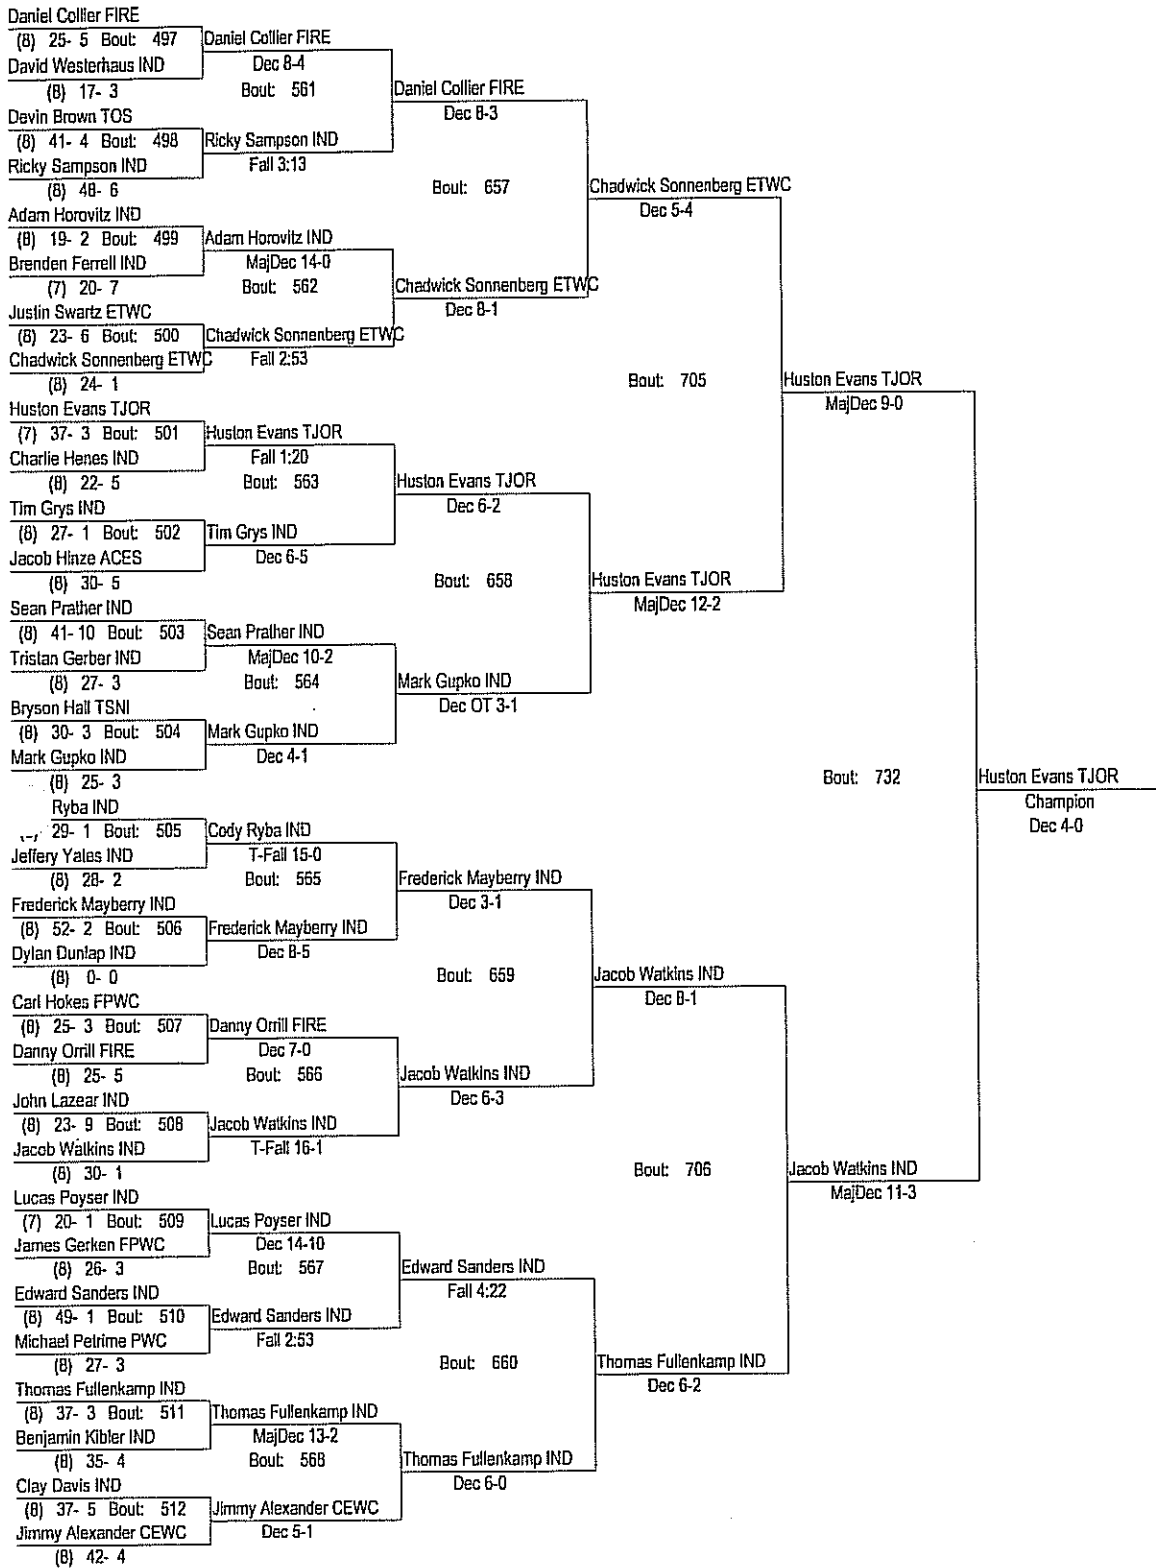 Daniel Collier FIRE
(8) 25- 5 Bout: 497
David Westerhaus IND
(8) 17- 3
Devin Brown TOS
(8) 41- 4 Bout: 498
Ricky Sampson IND
(8) 48- 6
Adam Horovitz IND
(8) 19- 2 Bout: 499
Brenden Ferrell IND
(7) 20- 7
Justin Swartz ETWC
(8) 23- 6 Bout: 500
Chadwick Sonnenberg ETWC
(8) 24- 1
Huston Evans TJOR
(7) 37- 3 Bout: 501
Charlie Henes IND
(8) 22- 5
Tim Grys IND
(8) 27- 1 Bout: 502
Jacob Hinze ACES
(8) 30- 5
Sean Prather IND
(8) 41- 10 Bout: 503
Tristan Gerber IND
(8) 27- 3
Bryson Hall TSNI
(8) 30- 3 Bout: 504
Mark Gupko IND
(8) 25- 3
Ryba IND
29- 1 Bout: 505
Jeffery Yates IND
(8) 28- 2
Frederick Mayberry IND
(8) 52- 2 Bout: 506
Dylan Dunlap IND
(8) 0- 0
Carl Hokes FPWC
(8) 25- 3 Bout: 507
Danny Orrill FIRE
(8) 25- 5
John Lazear IND
(8) 23- 9 Bout: 508
Jacob Watkins IND
(8) 30- 1
Lucas Poyser IND
(7) 20- 1 Bout: 509
James Gerken FPWC
(8) 26- 3
Edward Sanders IND
(8) 49- 1 Bout: 510
Michael Petrime PWC
(8) 27- 3
Thomas Fullenkamp IND
(8) 37- 3 Bout: 511
Benjamin Kibler IND
(8) 35- 4
Clay Davis IND
(8) 37- 5 Bout: 512
Jimmy Alexander CEWC
(8) 42- 4
Daniel Collier FIRE
Dec 8-4
Bout: 561
Ricky Sampson IND
Fall 3:13
Adam Horovitz IND
MajDec 14-0
Bout: 562
Chadwick Sonnenberg ETWC
Fall 2:53
Huston Evans TJOR
Fall 1:20
Bout: 563
Tim Grys IND
Dec 6-5
Sean Prather IND
MajDec 10-2
Bout: 564
Mark Gupko IND
Dec 4-1
Cody Ryba IND
T-Fall 15-0
Bout: 565
Frederick Mayberry IND
Dec 8-5
Danny Orrill FIRE
Dec 7-0
Bout: 566
Jacob Watkins IND
T-Fall 16-1
Lucas Poyser IND
Dec 14-10
Bout: 567
Edward Sanders IND
Fall 2:53
Thomas Fullenkamp IND
MajDec 13-2
Bout: 568
Jimmy Alexander CEWC
Dec 5-1
Daniel Collier FIRE
Dec 8-3
Bout: 657
Chadwick Sonnenberg ETWC
Dec 8-1
Huston Evans TJOR
Dec 6-2
Bout: 658
Mark Gupko IND
Dec OT 3-1
Frederick Mayberry IND
Dec 3-1
Bout: 659
Jacob Watkins IND
Dec 6-3
Edward Sanders IND
Fall 4:22
Bout: 660
Thomas Fullenkamp IND
Dec 6-0
Chadwick Sonnenberg ETWC
Dec 5-4
Bout: 705
Huston Evans TJOR
MajDec 12-2
Jacob Watkins IND
Dec 8-1
Bout: 706
Thomas Fullenkamp IND
Dec 6-2
Huston Evans TJOR
MajDec 9-0
Bout: 732
Jacob Watkins IND
MajDec 11-3
Huston Evans TJOR
Champion
Dec 4-0